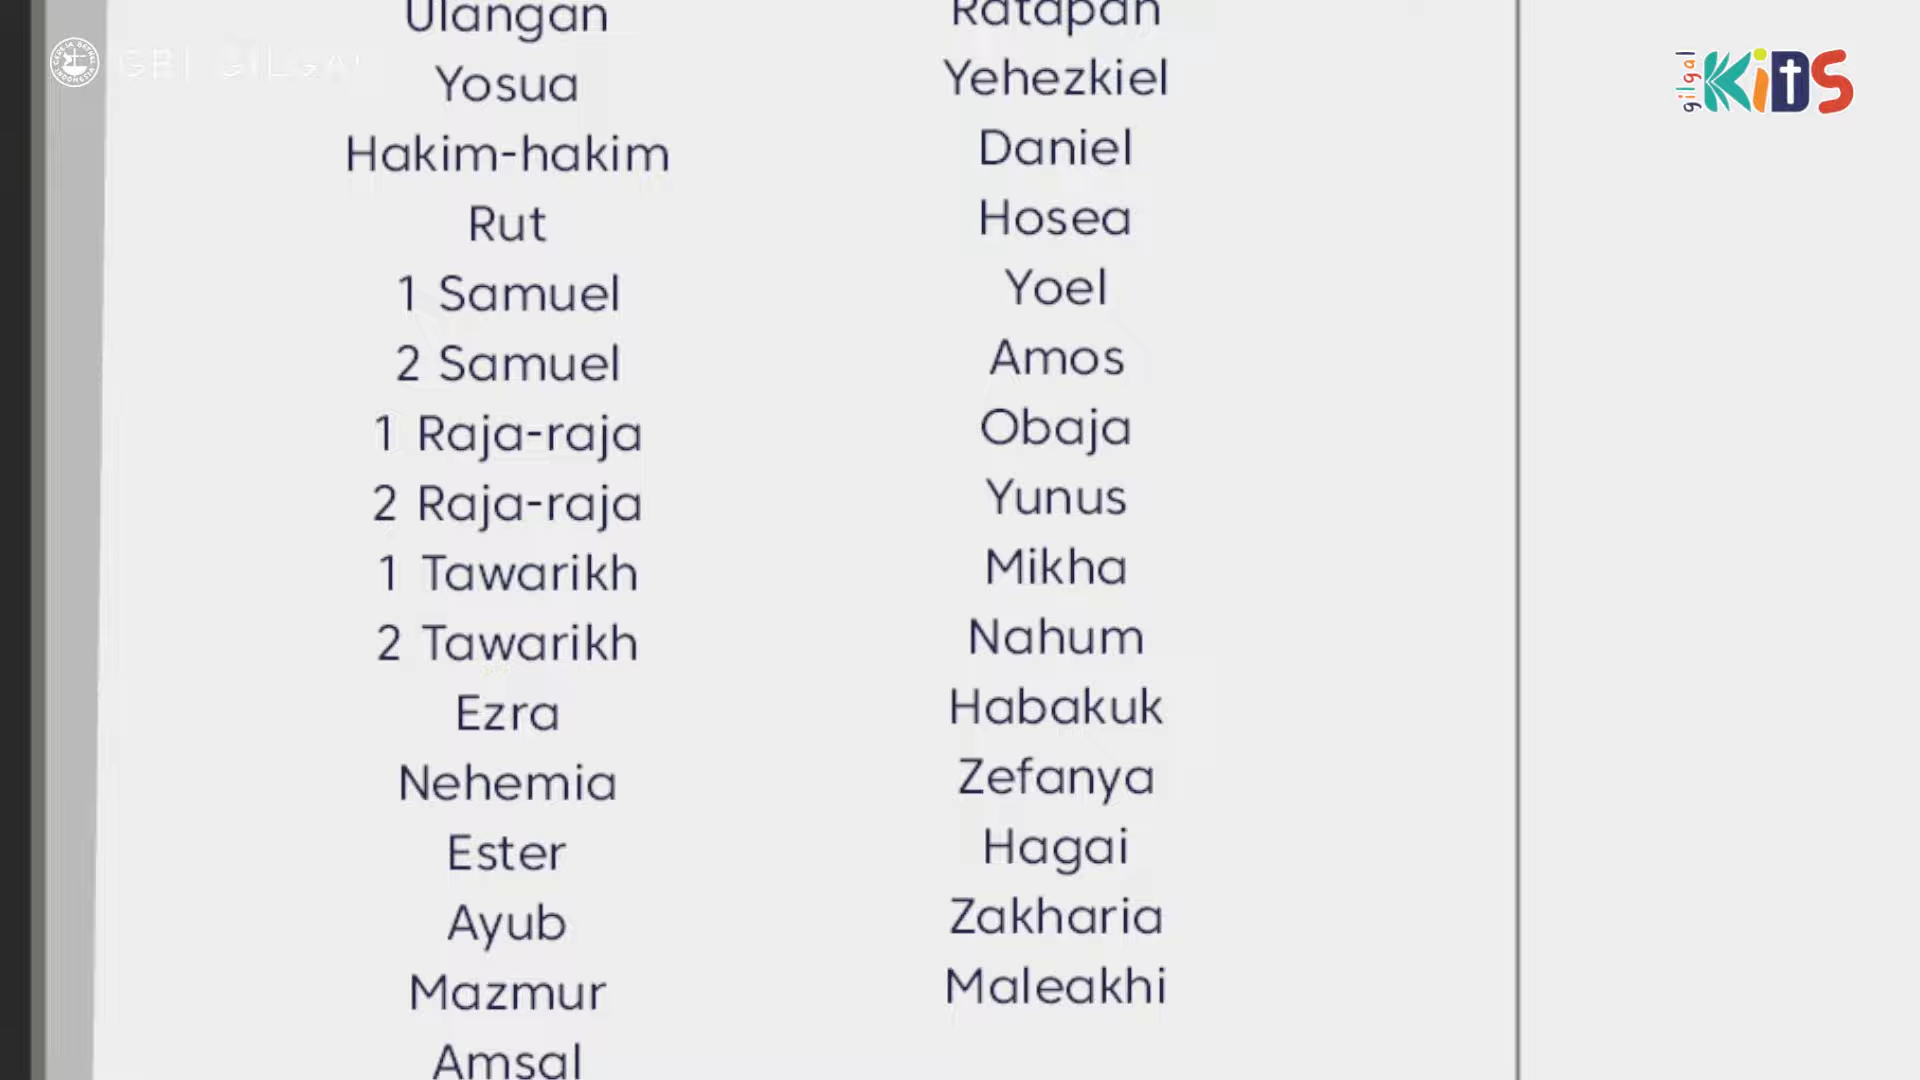 GBI GILGAL
gilgal
KiDS
Ulangan
Yosua
Hakim-hakim
Rut
1 Samuel
2 Samuel
1 Raja-raja
2 Raja-raja
1 Tawarikh
2 Tawarikh
Ezra
Nehemia
Ester
Ayub
Mazmur
Amsal
Ratapan
Yehezkiel
Daniel
Hosea
Yoel
Amos
Obaja
Yunus
Mikha
Nahum
Habakuk
Zefanya
Hagai
Zakharia
Maleakhi